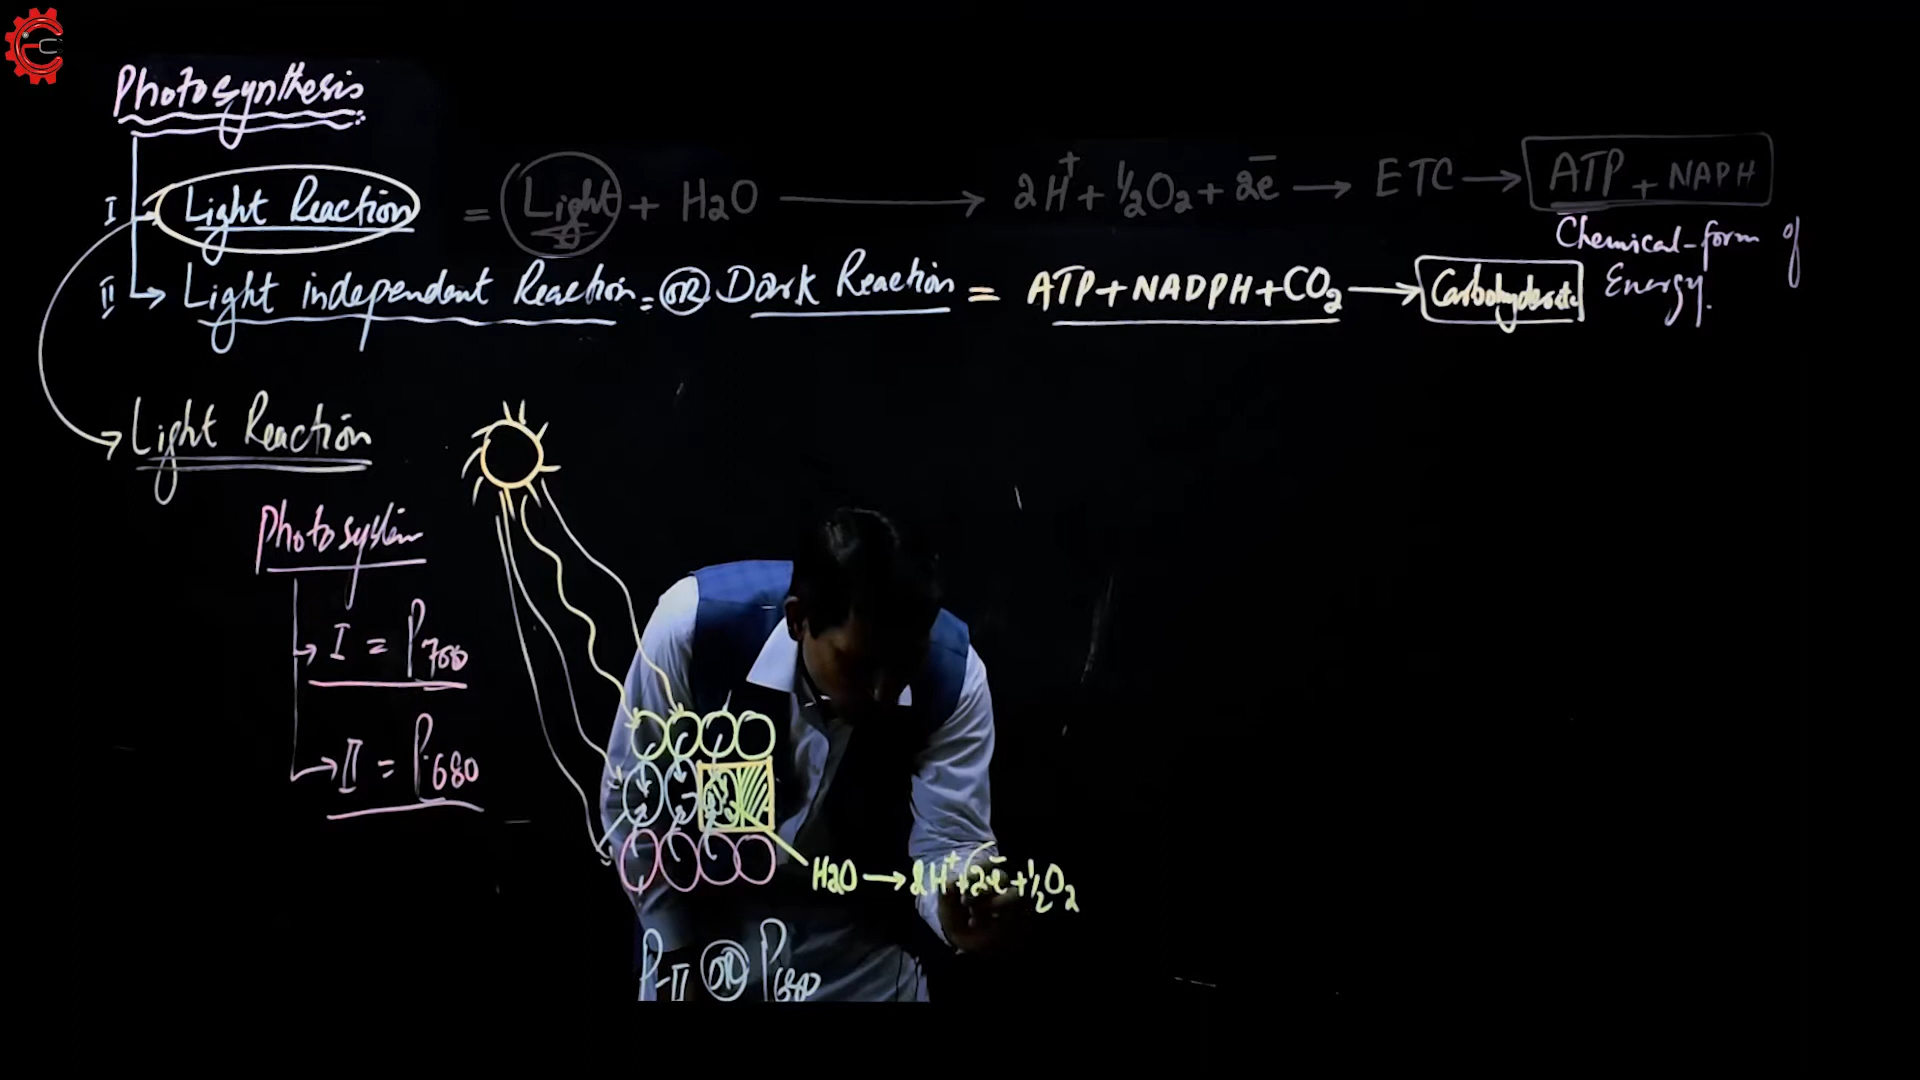 Photosynthesis
I Light Reaction = Light + H2O → 2H+ + 1/2O2 + 2e- → ETC → ATP + NAPH
Chemical-form of
Energy.
II Light independent Reaction = OR Dark Reaction = ATP+NADPH+CO2 → Carbohyderate
Light Reaction
Photosystem
I = P700
II = P680
H2O → 2H+ + 2e- + 1/2O2
P-II OR P680